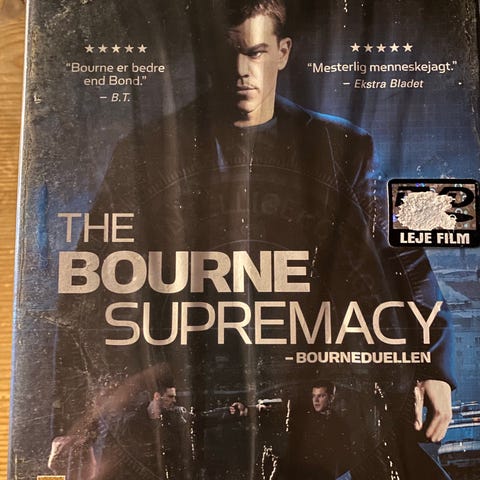 ★★★★★
"Bourne er bedre
end Bond."
– B.T.
★★★★★
"Mesterlig menneskejagt."
– Ekstra Bladet
LEJE FILM
THE
BOURNE
SUPREMACY
– BOURNEDUELLEN